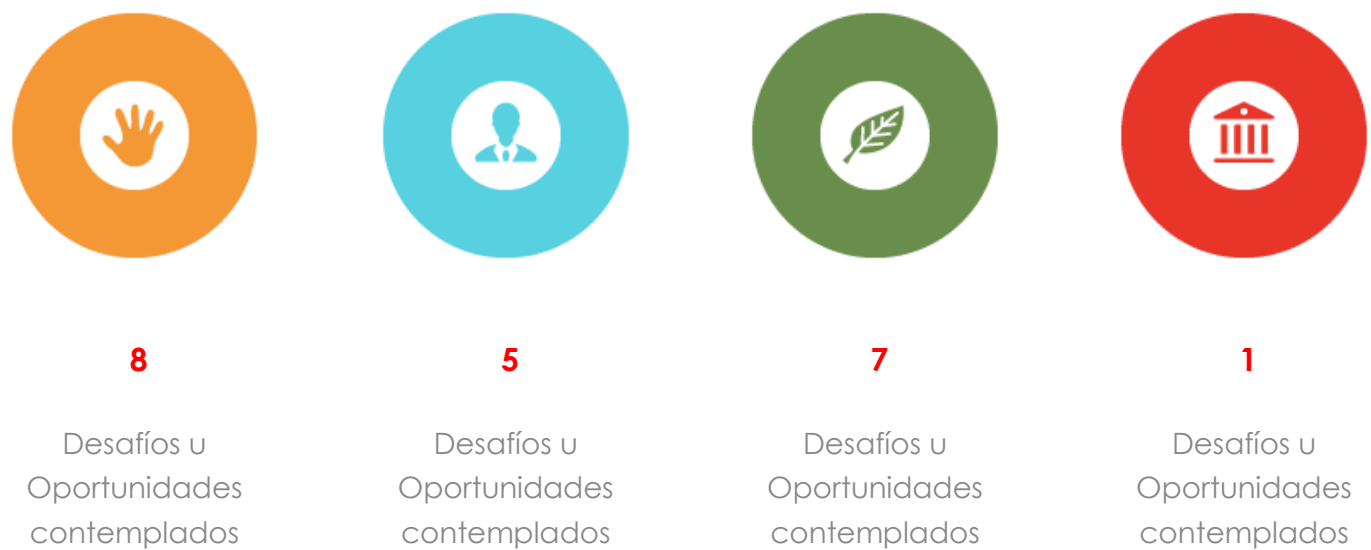 8
5
7
1
Desafíos u
Oportunidades
contemplados
Desafíos u
Oportunidades
contemplados
Desafíos u
Oportunidades
contemplados
Desafíos u
Oportunidades
contemplados